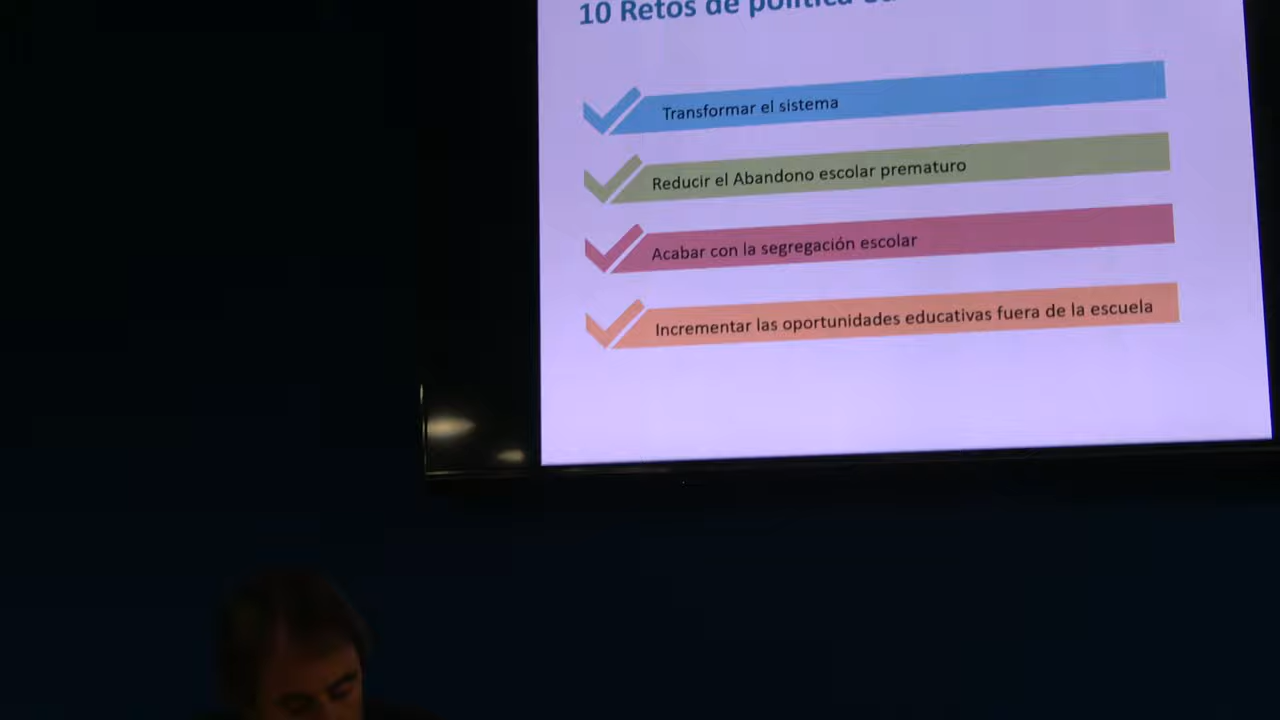 10 Retos de política
Transformar el sistema
Reducir el Abandono escolar prematuro
Acabar con la segregación escolar
Incrementar las oportunidades educativas fuera de la escuela